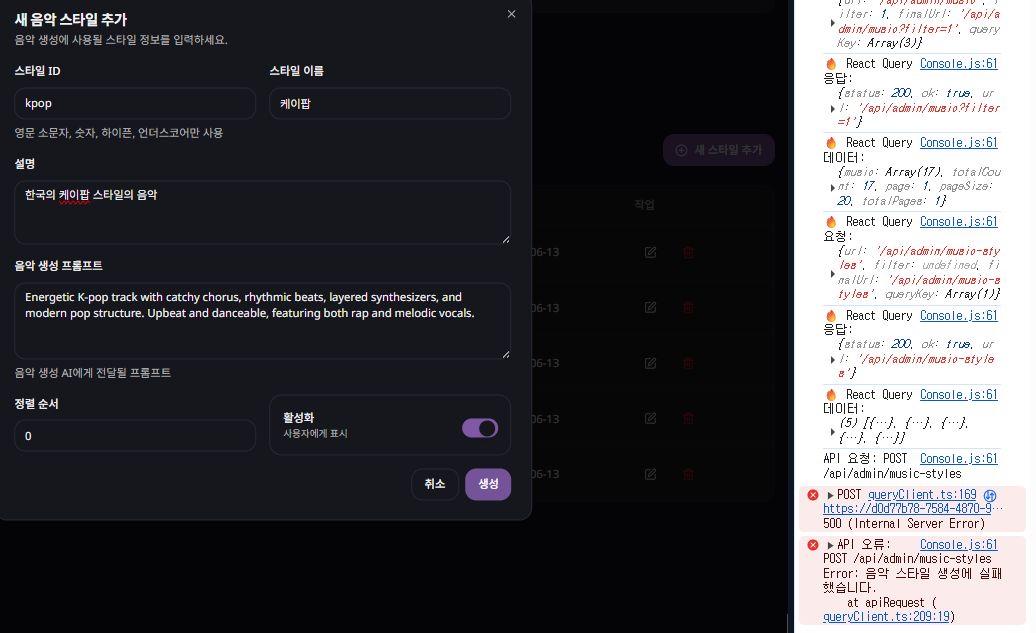 새 음악 스타일 추가
음악 생성에 사용될 스타일 정보를 입력하세요.
스타일 ID
스타일 이름
kpop
케이팝
영문 소문자, 숫자, 하이픈, 언더스코어만 사용
설명
한국의 케이팝 스타일의 음악
음악 생성 프롬프트
Energetic K-pop track with catchy chorus, rhythmic beats, layered synthesizers, and
modern pop structure. Upbeat and danceable, featuring both rap and melodic vocals.
음악 생성 AI에게 전달될 프롬프트
정렬 순서
0
활성화
사용자에게 표시
취소
생성
새 스타일 추가
작업
06-13
06-13
06-13
06-13
06-13
{url: '/api/admin/music', f
ilter: 1, finalUrl: '/api/a
dmin/music?filter=1', query
Key: Array(3)}
React Query Console.js:61
응답:
{status: 200, ok: true, ur
l: '/api/admin/music?filter
=1'}
React Query Console.js:61
데이터:
{music: Array(17), totalCou
nt: 17, page: 1, pageSize:
20, totalPages: 1}
React Query Console.js:61
요청:
{url: '/api/admin/music-sty
les', filter: undefined, fi
nalUrl: '/api/admin/music-s
tyles', queryKey: Array(1)}
React Query Console.js:61
응답:
{status: 200, ok: true, ur
l: '/api/admin/music-style
s'}
React Query Console.js:61
데이터:
(5) [{…}, {…}, {…},
{…}, {…}]
API 요청: POST Console.js:61
/api/admin/music-styles
POST queryClient.ts:169
https://d0d77b78-7584-4870-9…
500 (Internal Server Error)
API 오류: Console.js:61
POST /api/admin/music-styles
Error: 음악 스타일 생성에 실패
했습니다.
at apiRequest (
queryClient.ts:209:19)